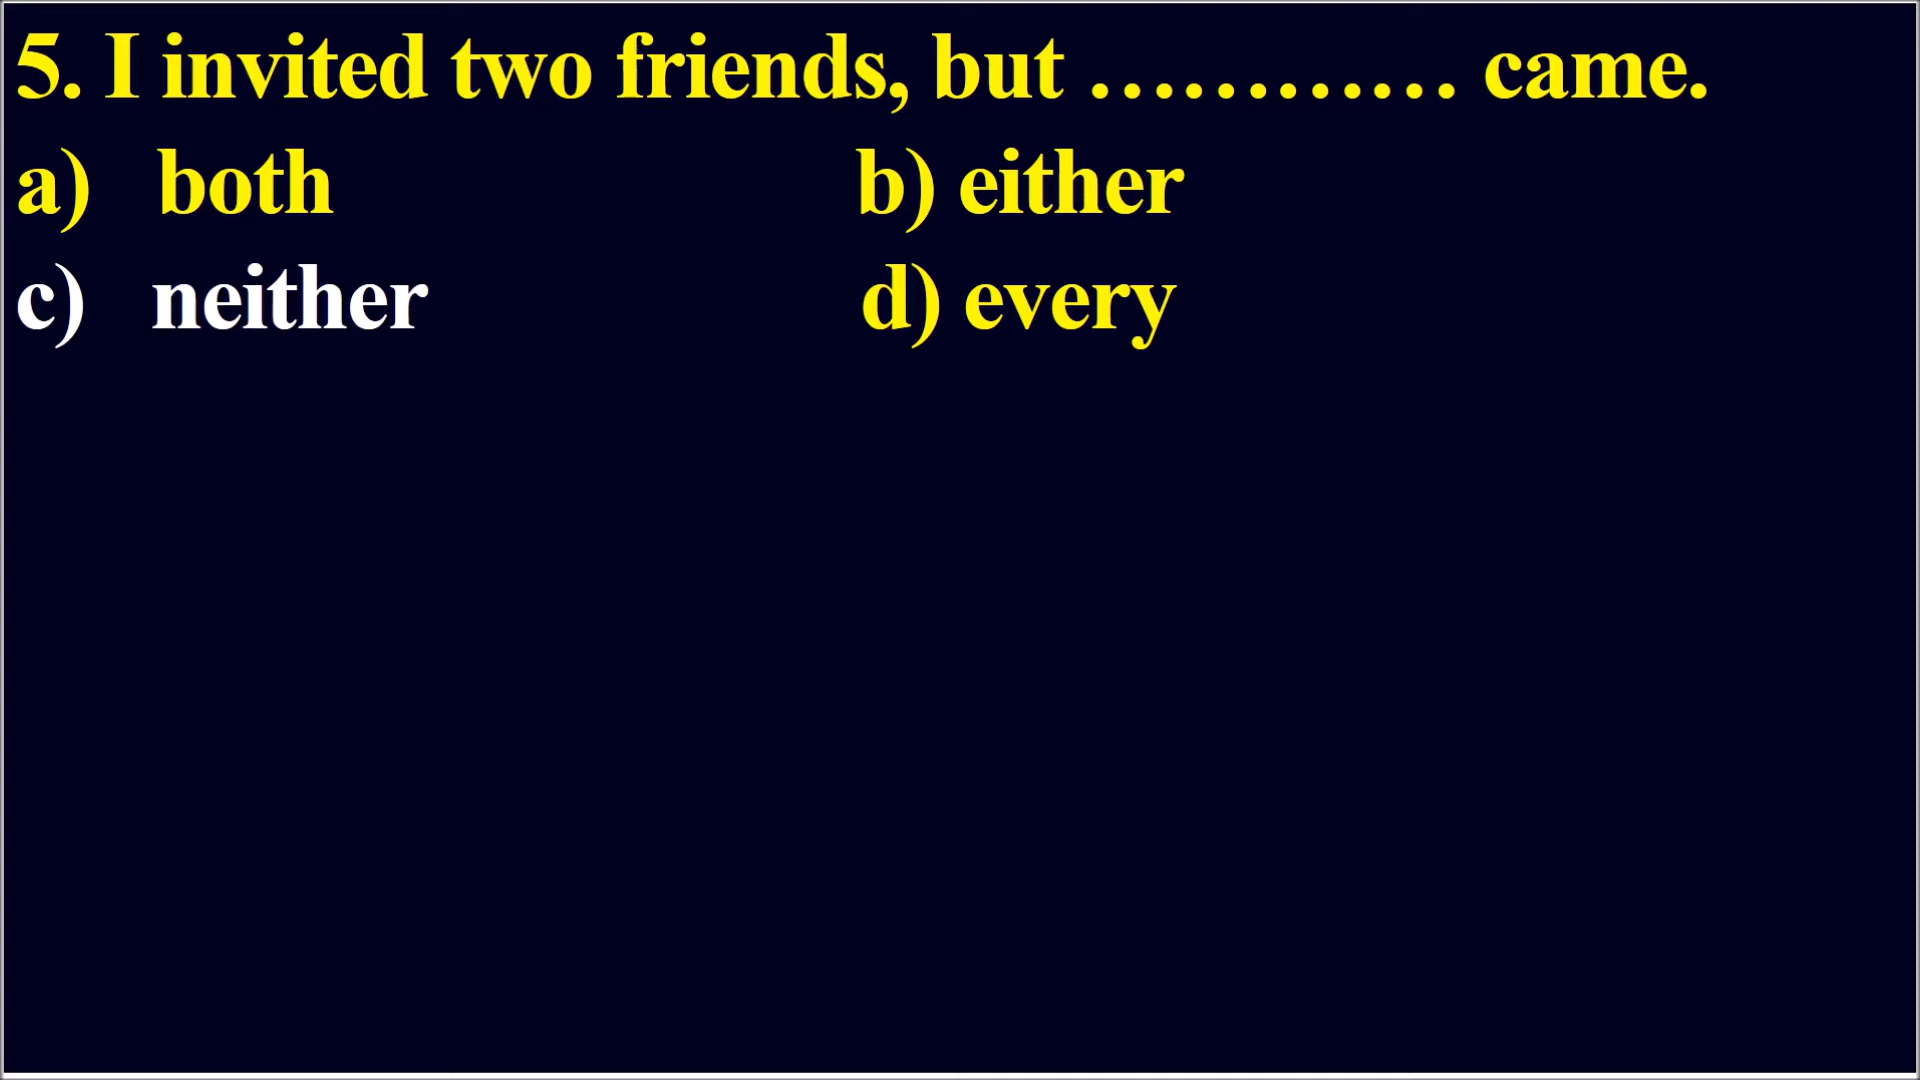 5. I invited two friends, but ………… came.
a) both b) either
c) neither d) every